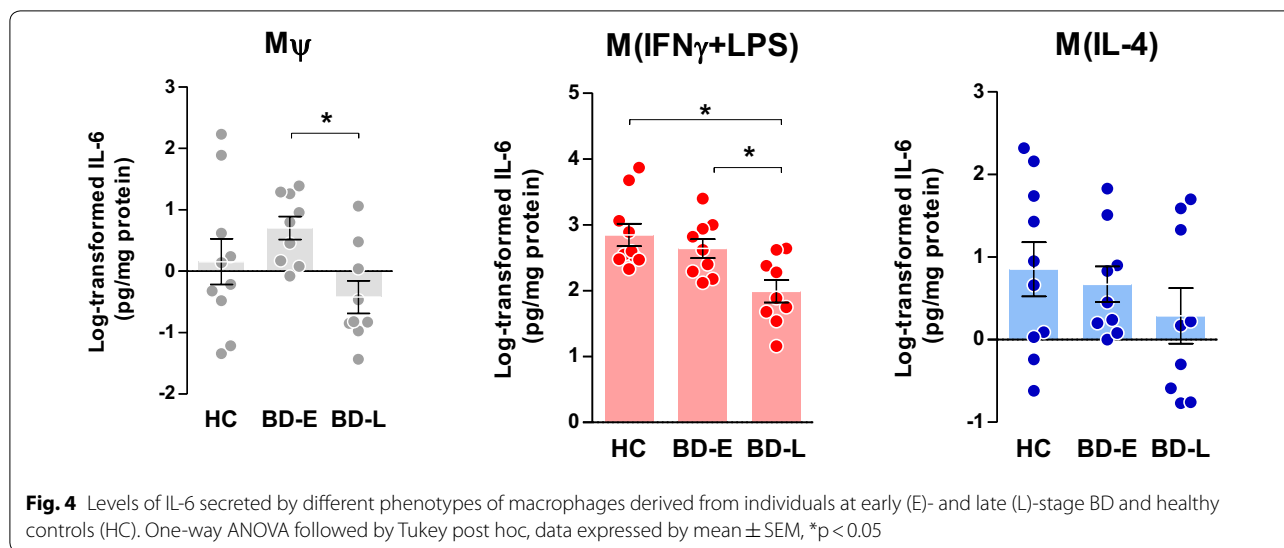 Mψ
Log-transformed IL-6
(pg/mg protein)
3
2
1
0
-1
-2
*
HC BD-E BD-L
M(IFNγ+LPS)
Log-transformed IL-6
(pg/mg protein)
5
4
3
2
1
0
*
*
HC BD-E BD-L
M(IL-4)
Log-transformed IL-6
(pg/mg protein)
3
2
1
0
-1
HC BD-E BD-L
Fig. 4 Levels of IL-6 secreted by different phenotypes of macrophages derived from individuals at early (E)- and late (L)-stage BD and healthy
controls (HC). One-way ANOVA followed by Tukey post hoc, data expressed by mean ± SEM, *p < 0.05